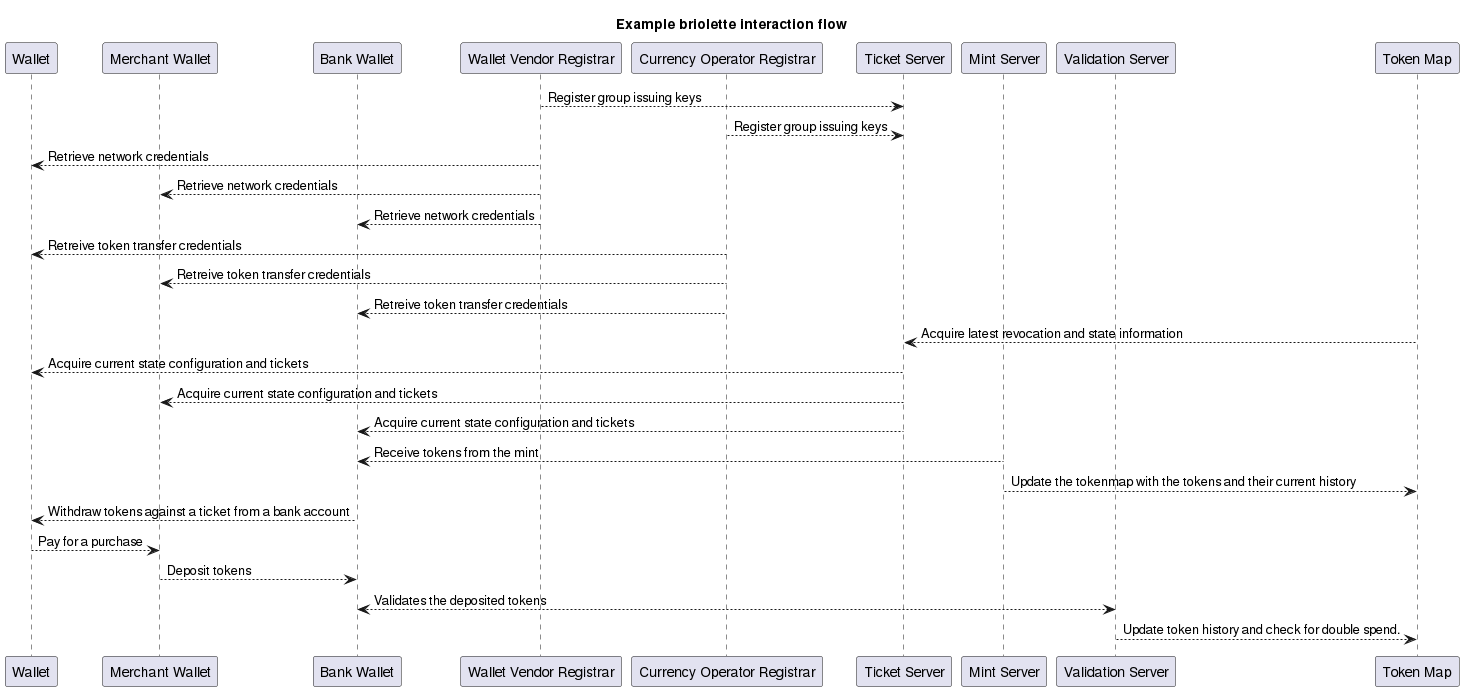 Example briolette interaction flow
Wallet
Merchant Wallet
Bank Wallet
Wallet Vendor Registrar
Currency Operator Registrar
Ticket Server
Mint Server
Validation Server
Token Map
Register group issuing keys
Register group issuing keys
Retrieve network credentials
Retrieve network credentials
Retrieve network credentials
Retreive token transfer credentials
Retreive token transfer credentials
Retreive token transfer credentials
Acquire latest revocation and state information
Acquire current state configuration and tickets
Acquire current state configuration and tickets
Acquire current state configuration and tickets
Receive tokens from the mint
Update the tokenmap with the tokens and their current history
Withdraw tokens against a ticket from a bank account
Pay for a purchase
Deposit tokens
Validates the deposited tokens
Update token history and check for double spend.
Wallet
Merchant Wallet
Bank Wallet
Wallet Vendor Registrar
Currency Operator Registrar
Ticket Server
Mint Server
Validation Server
Token Map